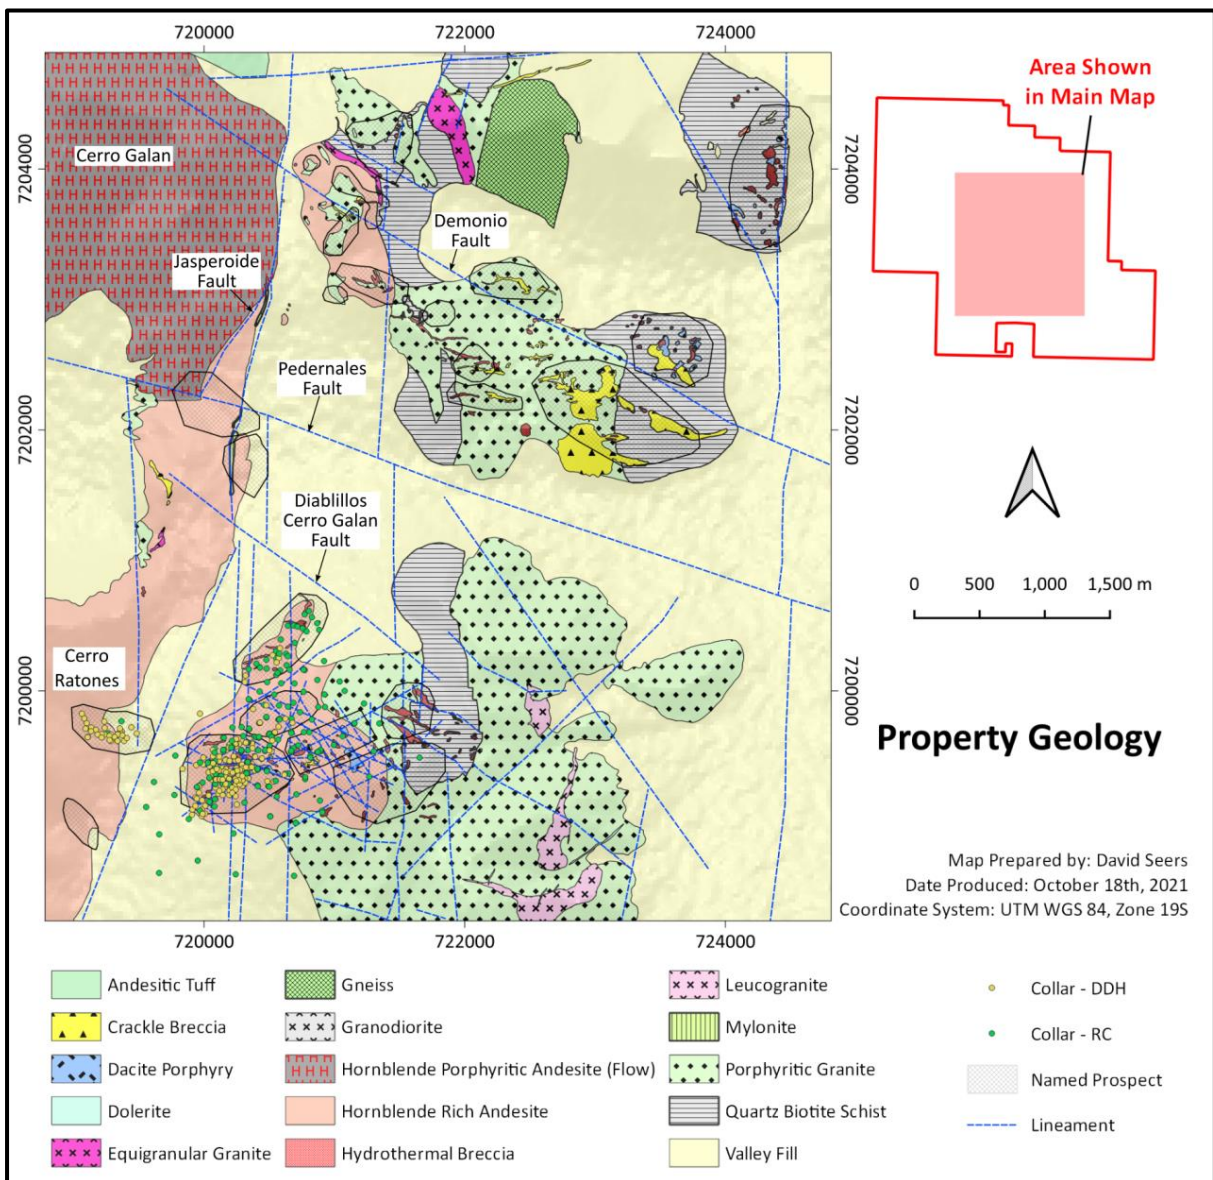 720000
722000
724000
Area Shown
in Main Map
Cerro Galan
7204000
7204000
Demonio
Fault
Jasperoide
Fault
Pedernales
Fault
7202000
7202000
Diablillos
Cerro Galan
Fault
0
500
1,000
1,500 m
Cerro
Ratones
7200000
720000
Property Geology
Map Prepared by: David Seers
Date Produced: October 18th, 2021
Coordinate System: UTM WGS 84, Zone 19S
720000
722000
724000
Andesitic Tuff
Gneiss
Leucogranite
Collar - DDH
Crackle Breccia
Granodiorite
Mylonite
Collar - RC
Dacite Porphyry
Hornblende Porphyritic Andesite (Flow)
Porphyritic Granite
Named Prospect
Dolerite
Hornblende Rich Andesite
Quartz Biotite Schist
Lineament
Equigranular Granite
Hydrothermal Breccia
Valley Fill